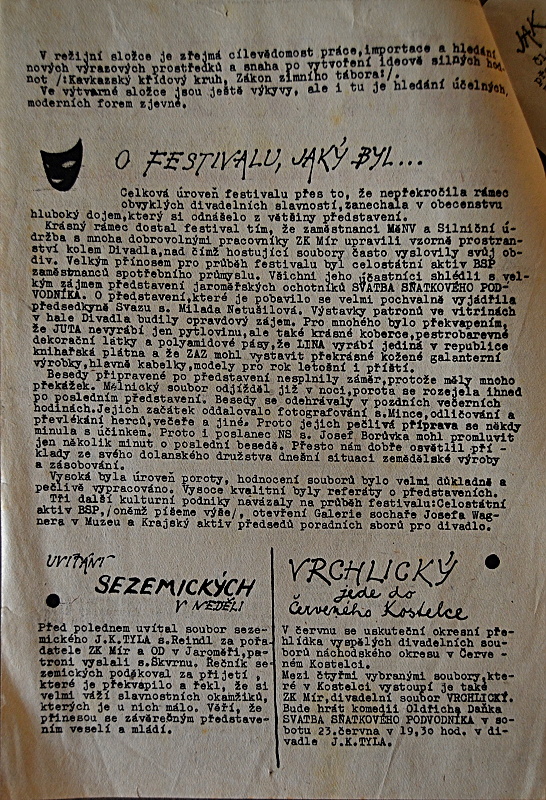 V režijní složce je zřejmá cílevědomost práce,importace a hledání
nových výrazových prostředků a snaha po vytvoření ideově silných hod-
not /:Kavkazský křídový kruh, Zákon zimního tábora:/.
Ve výtvarné složce jsou ještě výkyvy, ale i tu je hledání účelných,
moderních forem zjevné.
O FESTIVALU, JAKÝ BYL...
Celková úroveň festivalu přes to, že nepřekročila rámec
obvyklých divadelních slavností,zanechala v obecenstvu
hluboký dojem,který si odnášelo z většiny představení.
Krásný rámec dostal festival tím, že zaměstnanci MěNV a Silniční ú-
držba s mnoha dobrovolnými pracovníky ZK Mír upravili vzorně prostran-
ství kolem Divadla,nad čímž hostující soubory často vyslovily svůj ob-
div. Velkým přínosem pro průběh festivalu byl celostátní aktiv BSP
zaměstnanců spotřebního průmyslu. Všichni jeho účastníci shlédli s vel-
kým zájmem představení jaroměřských ochotníků SVATBA SŇATKOVÉHO POD-
VODNÍKA. O představení,které je pobavilo se velmi pochvalně vyjádřila
předsedkyně Svazu s. Milada Netušilová. Výstavky patronů ve vitrínách
v hale Divadla budily opravdový zájem. Pro mnohého bylo překvapením,
že JUTA nevyrábí jen pytlovinu,ale také krásné koberce,pestrobarevné
dekorační látky a polyamidové pásy,že LINA vyrábí jediná v republice
knihařská plátna a že ZAZ mohl vystavit překrásné kožené galanterní
výrobky,hlavně kabelky,modely pro rok letošní i příští.
Besedy připravené po představení nesplnily záměr,protože měly mnoho
překážek. Mělnický soubor odjížděl již v noci,porota se rozejela ihned
po posledním představení. Besedy se odehrávaly v pozdních večerních
hodinách.Jejich začátek oddalovalo fotografování s.Mince,odličování a
převlékání herců,večeře a jiné. Proto jejich pečlivá příprava se někdy
minula s účinkem. Proto i poslanec NS s. Josef Borůvka mohl promluvit
jen několik minut o poslední besedě. Přesto nám dobře osvětlil pří -
klady ze svého dolanského družstva dnešní situaci zemědělské výroby
a zásobování.
Vysoká byla úroveň poroty, hodnocení souborů bylo velmi důkladně a
pečlivě vypracováno. Vysoce kvalitní byly referáty o představeních.
Tři další kulturní podniky navázaly na průběh festivalu:Celostátní
aktiv BSP,/oněmž píšeme výše/, otevření Galerie sochaře Josefa Wag-
nera v Muzeu a Krajský aktiv předsedů poradních sborů pro divadlo.
UVÍTÁNÍ
SEZEMICKÝCH
V NEDĚLI
Před polednem uvítal soubor seze-
mického J.K.TYLA s.Reindl za pořa-
datele ZK Mír a OD v Jaroměři,pa-
troni vyslali s.Skvrnu. Řečník se-
zemických poděkoval za přijetí ,
které je překvapilo a řekl, že si
velmi váží slavnostních okamžiků,
kterých je u nich málo. Věří, že
přinesou se závěrečným představe-
ním veselí a mládí.
VRCHLICKÝ
jede do
Červeného Kostelce
V červnu se uskuteční okresní pře-
hlídka vyspělých divadelních sou-
borů náchodského okresu v Červe -
ném Kostelci.
Mezi čtyřmi vybranými soubory,kte-
ré v Kostelci vystoupí je také
ZK Mír,divadelní soubor VRCHLICKÝ.
Bude hrát komedii Oldřicha Daňka
SVATBA SŇATKOVÉHO PODVODNÍKA v so-
botu 23.června v 19,30 hod. v di-
vadle J.K.TYLA.